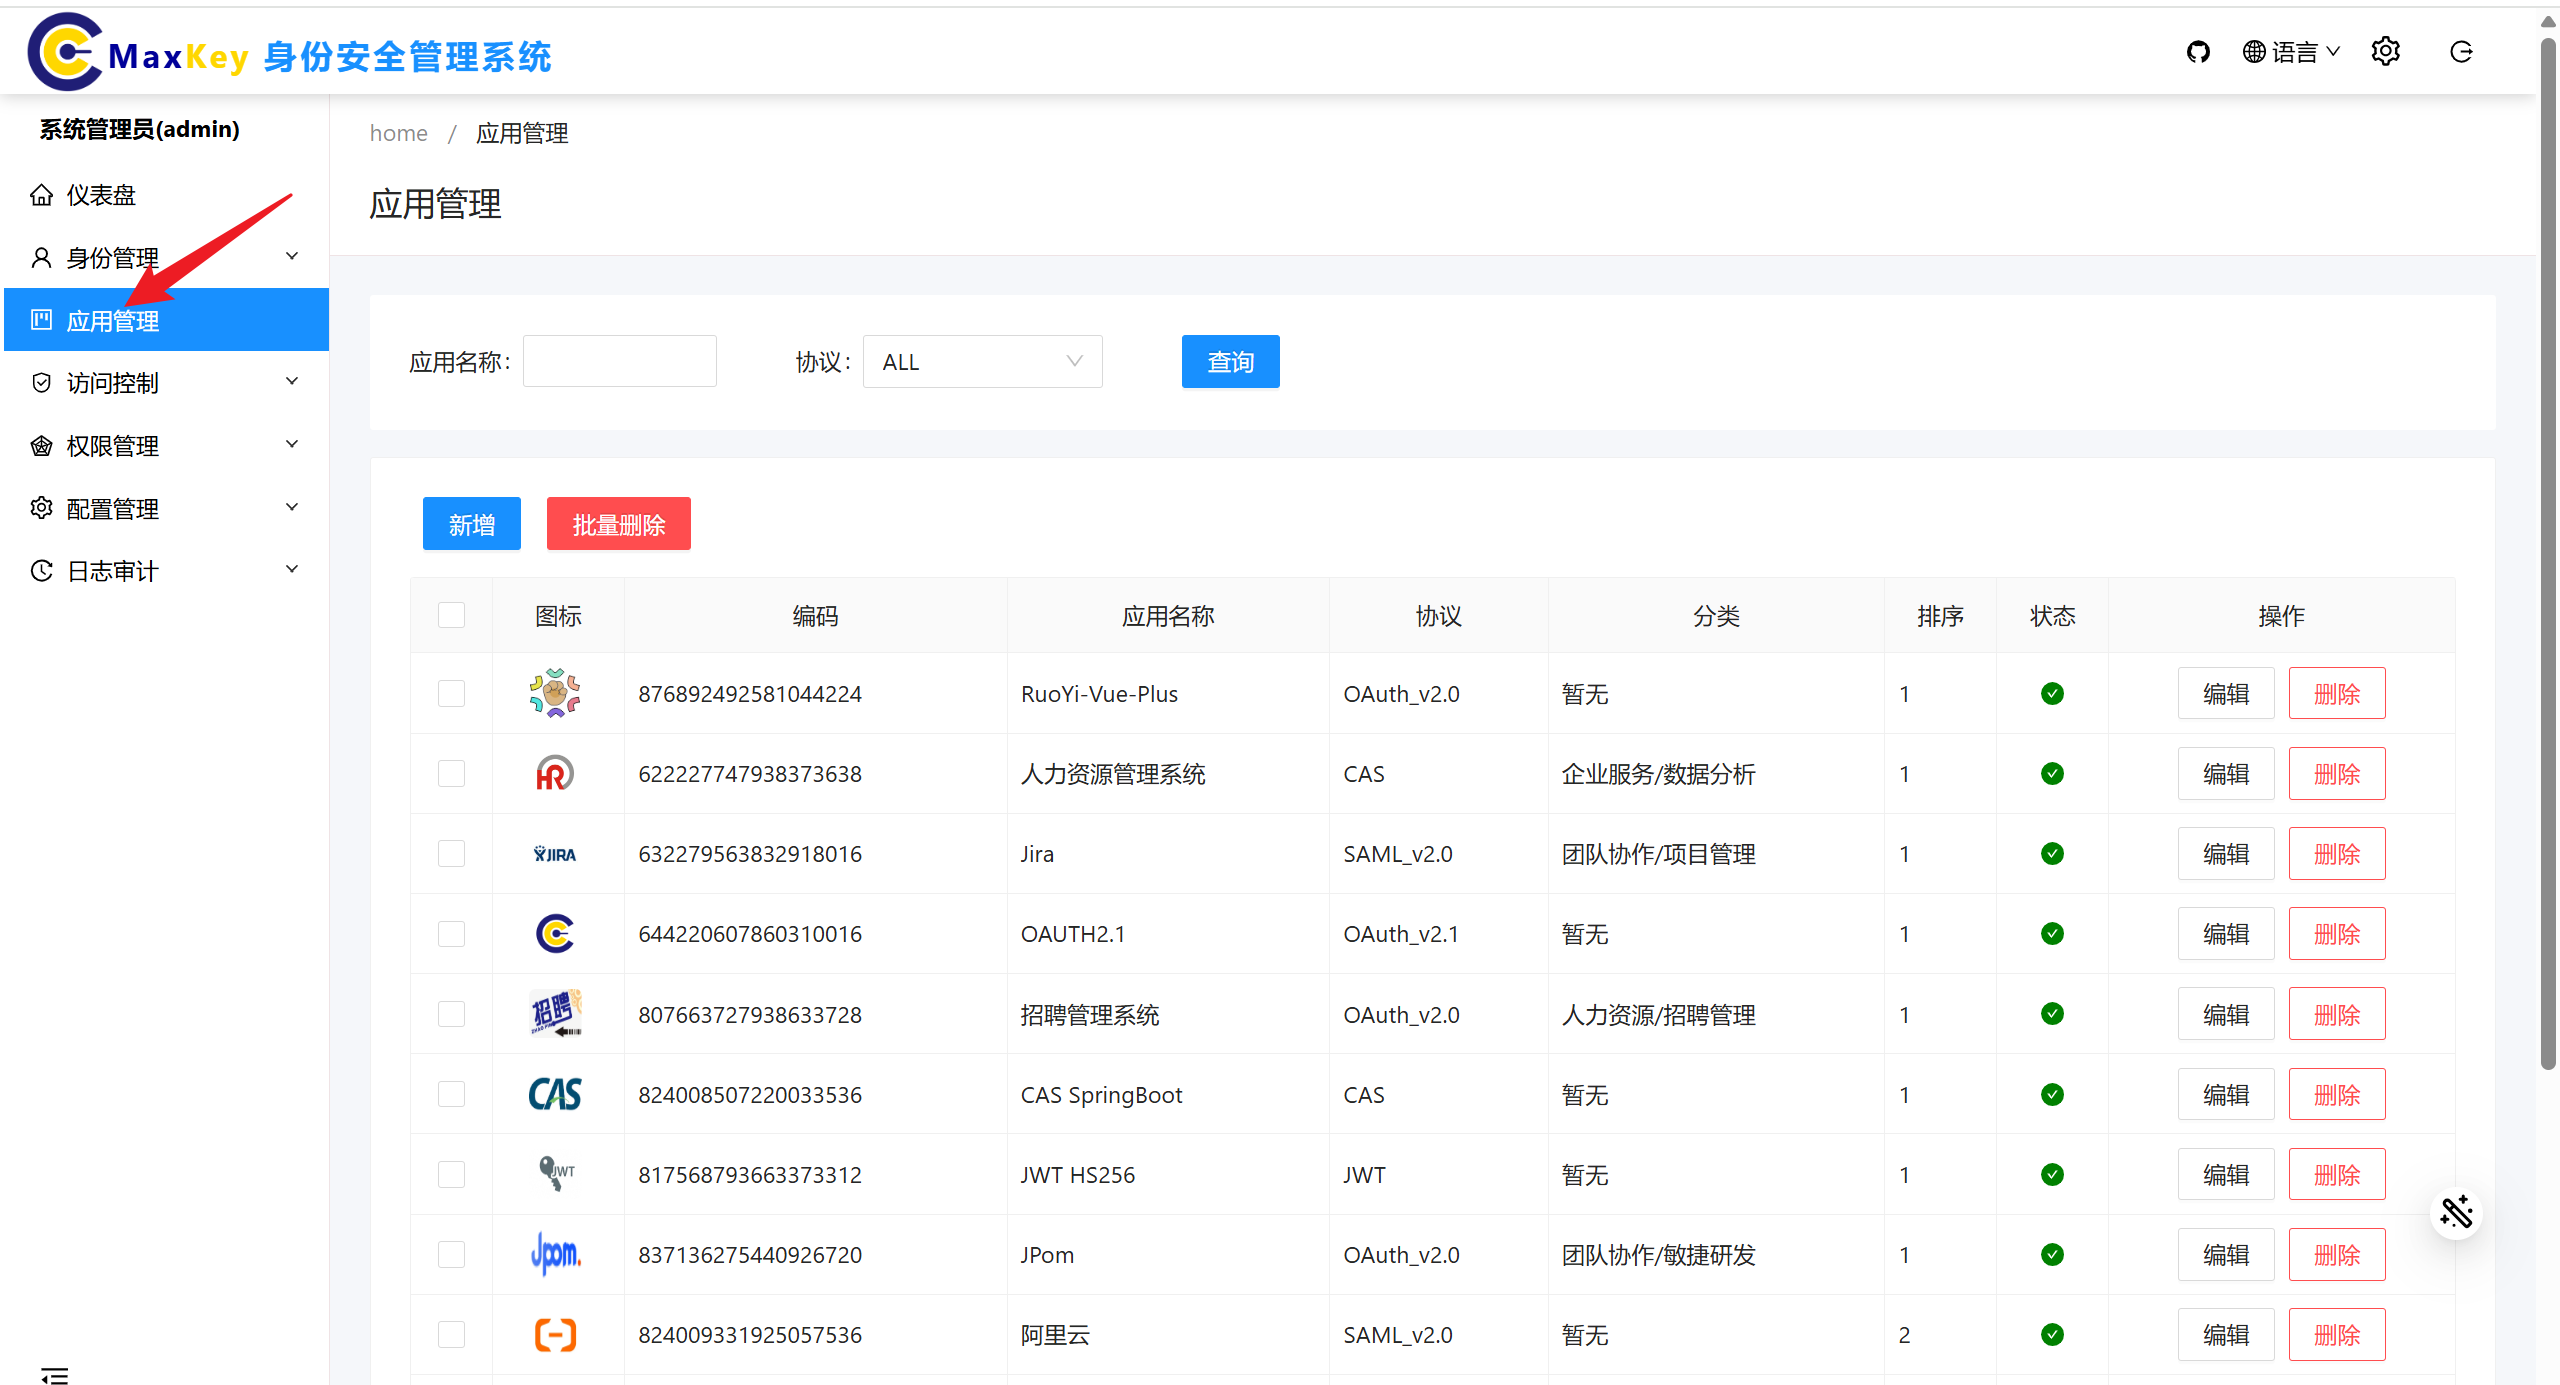 MaxKey 身份安全管理系统
语言
系统管理员(admin)
仪表盘
身份管理
应用管理
访问控制
权限管理
配置管理
日志审计
home / 应用管理
应用管理
应用名称: 协议: ALL 查询
新增 批量删除
图标 编码 应用名称 协议 分类 排序 状态 操作
876892492581044224 RuoYi-Vue-Plus OAuth_v2.0 暂无 1 编辑 删除
HR 622227747938373638 人力资源管理系统 CAS 企业服务/数据分析 1 编辑 删除
JIRA 632279563832918016 Jira SAML_v2.0 团队协作/项目管理 1 编辑 删除
644220607860310016 OAUTH2.1 OAuth_v2.1 暂无 1 编辑 删除
招聘 807663727938633728 招聘管理系统 OAuth_v2.0 人力资源/招聘管理 1 编辑 删除
CAS 824008507220033536 CAS SpringBoot CAS 暂无 1 编辑 删除
JWT 817568793663373312 JWT HS256 JWT 暂无 1 编辑 删除
Jpom. 837136275440926720 JPom OAuth_v2.0 团队协作/敏捷研发 1 编辑 删除
824009331925057536 阿里云 SAML_v2.0 暂无 2 编辑 删除